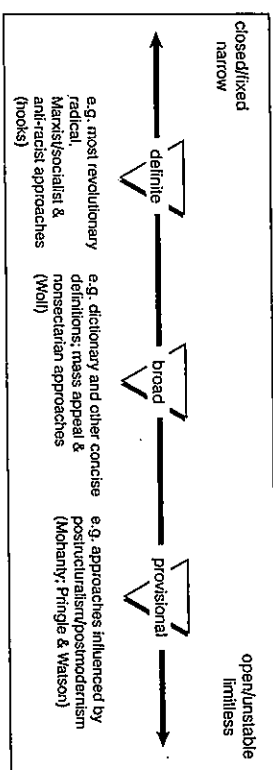 closed/fixed
narrow
open/unstable
limitless
definite
broad
provisional
e.g. most revolutionary
radical,
Marxist/socialist &
anti-racist approaches
(hooks)
e.g. dictionary and other concise
definitions; mass appeal &
nonsectarian approaches
(Wolf)
e.g. approaches influenced by
postructuralism/postmodernism
(Mohanty; Pringle & Watson)